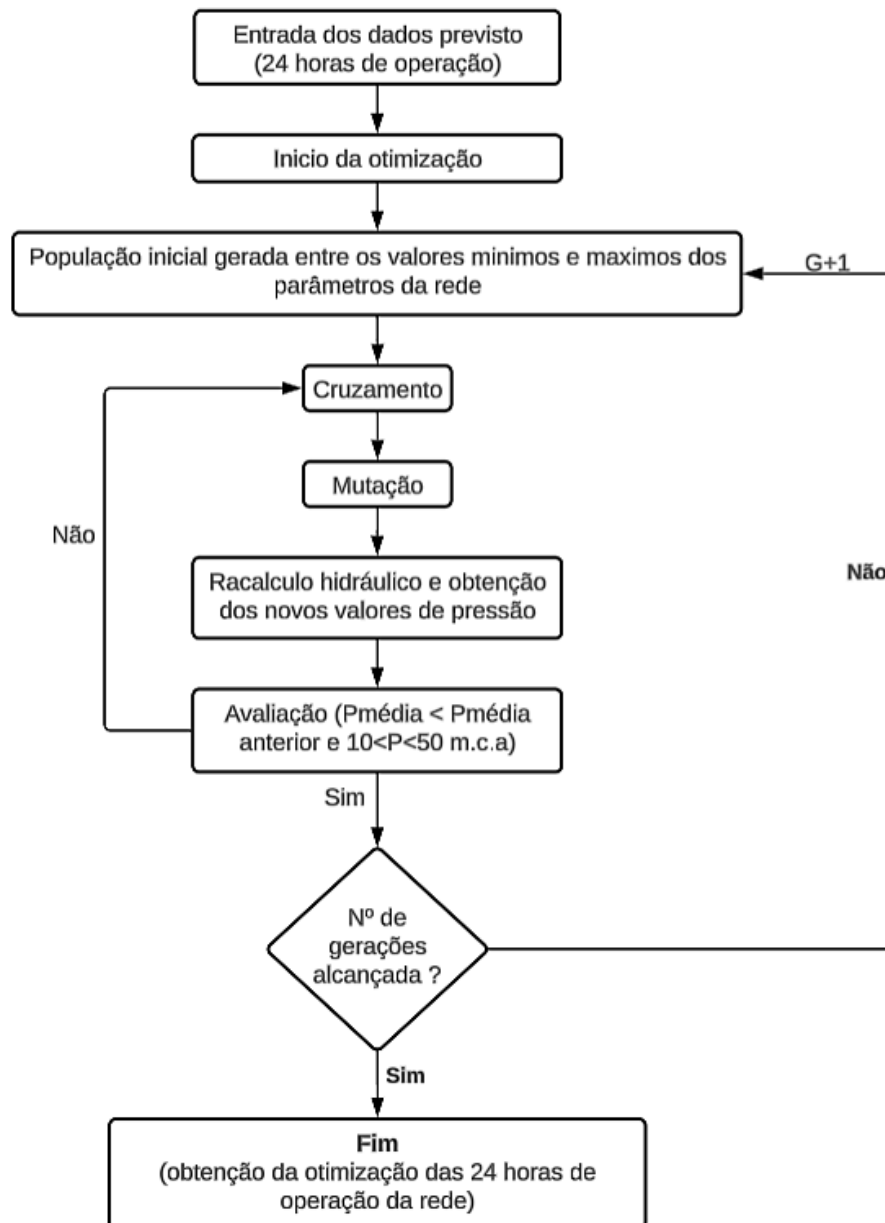 Entrada dos dados previsto
(24 horas de operação)
Inicio da otimização
População inicial gerada entre os valores minimos e maximos dos
parâmetros da rede
G+1
Cruzamento
Mutação
Não
Racalculo hidráulico e obtenção
dos novos valores de pressão
Não
Avaliação (Pmédia < Pmédia
anterior e 10<P<50 m.c.a)
Sim
Nº de
gerações
alcançada ?
Sim
Fim
(obtenção da otimização das 24 horas de
operação da rede)